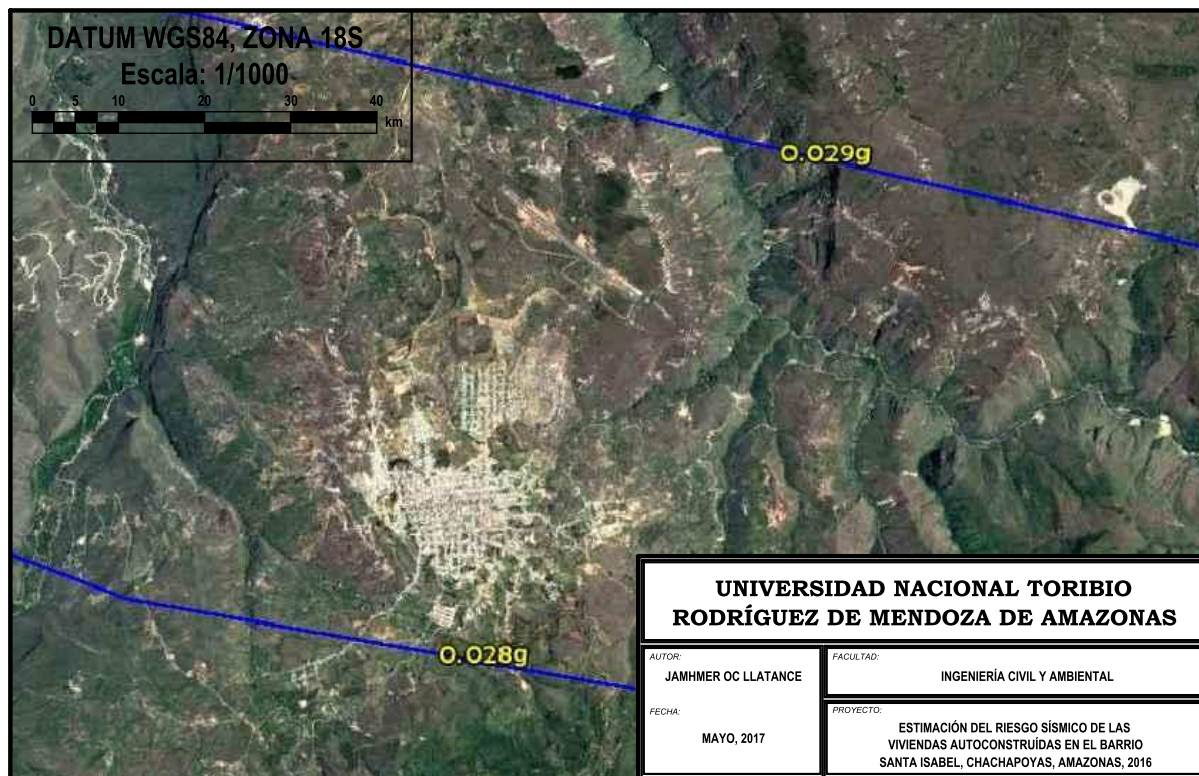 DATUM WGS84, ZONA 18S
Escala: 1/1000
0 5 10 20 30 40
km
0.029g
0.028g
UNIVERSIDAD NACIONAL TORIBIO
RODRÍGUEZ DE MENDOZA DE AMAZONAS
AUTOR:
JAMHMER OC LLATANCE
FACULTAD:
INGENIERÍA CIVIL Y AMBIENTAL
FECHA:
MAYO, 2017
PROYECTO:
ESTIMACIÓN DEL RIESGO SÍSMICO DE LAS
VIVIENDAS AUTOCONSTRUÍDAS EN EL BARRIO
SANTA ISABEL, CHACHAPOYAS, AMAZONAS, 2016